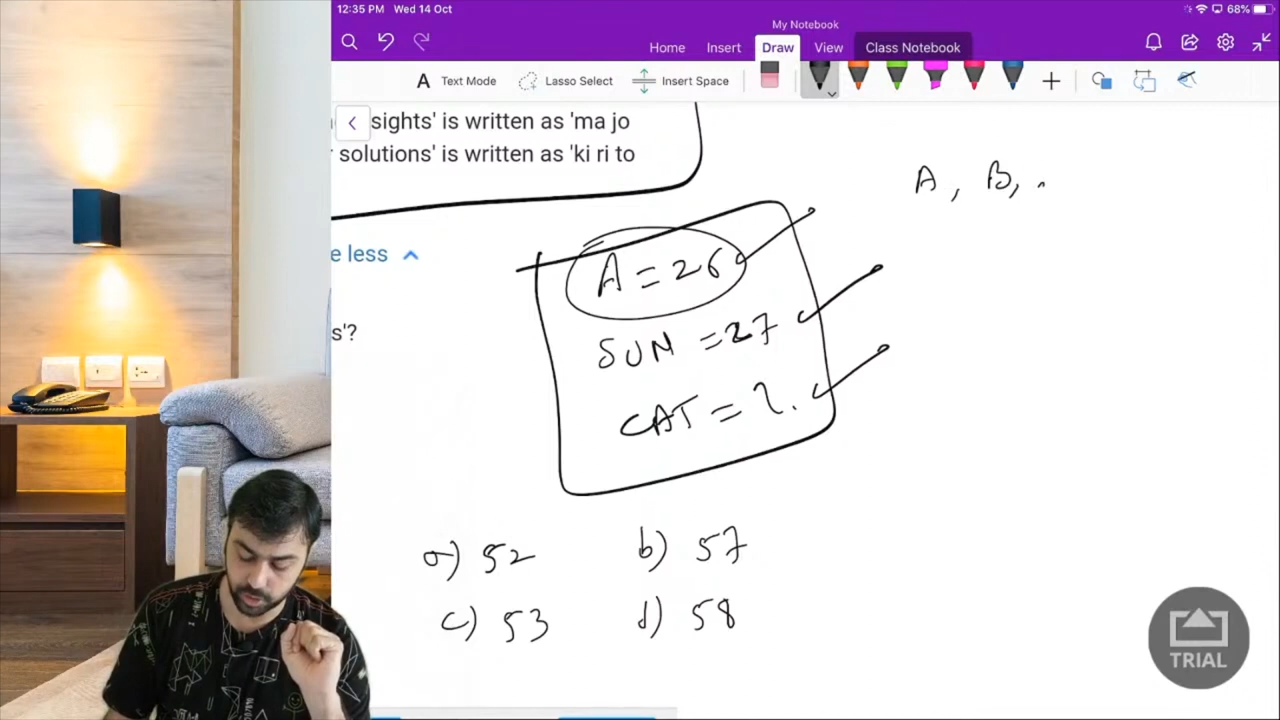 12:35 PM Wed 14 Oct
68%
My Notebook
Home Insert Draw View Class Notebook
A Text Mode Lasso Select Insert Space
sights' is written as 'ma jo
solutions' is written as 'ki ri to
A, B, .
e less
A = 26
s'?
SUN = 27
CAT = ?.
a) 52 b) 57
c) 53 d) 58
TRIAL